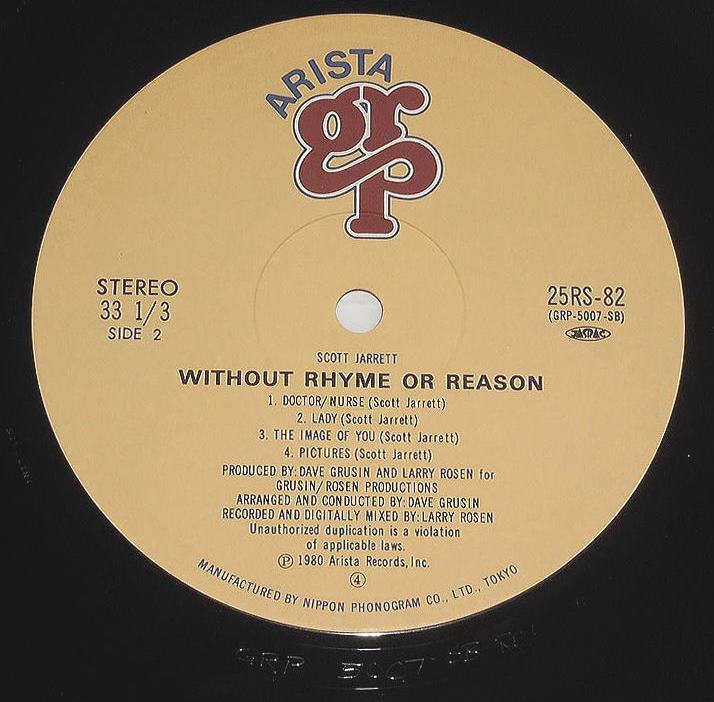 ARISTA
grp
STEREO
33 1/3
SIDE 2
25RS-82
(GRP-5007-SB)
JASRAC
SCOTT JARRETT
WITHOUT RHYME OR REASON
1. DOCTOR/NURSE (Scott Jarrett)
2. LADY (Scott Jarrett)
3. THE IMAGE OF YOU (Scott Jarrett)
4. PICTURES (Scott Jarrett)
PRODUCED BY: DAVE GRUSIN AND LARRY ROSEN for
GRUSIN/ROSEN PRODUCTIONS
ARRANGED AND CONDUCTED BY: DAVE GRUSIN
RECORDED AND DIGITALLY MIXED BY: LARRY ROSEN
Unauthorized duplication is a violation
of applicable laws.
Ⓟ 1980 Arista Records, Inc.
④
MANUFACTURED BY NIPPON PHONOGRAM CO., LTD., TOKYO
GRP 5007 SB